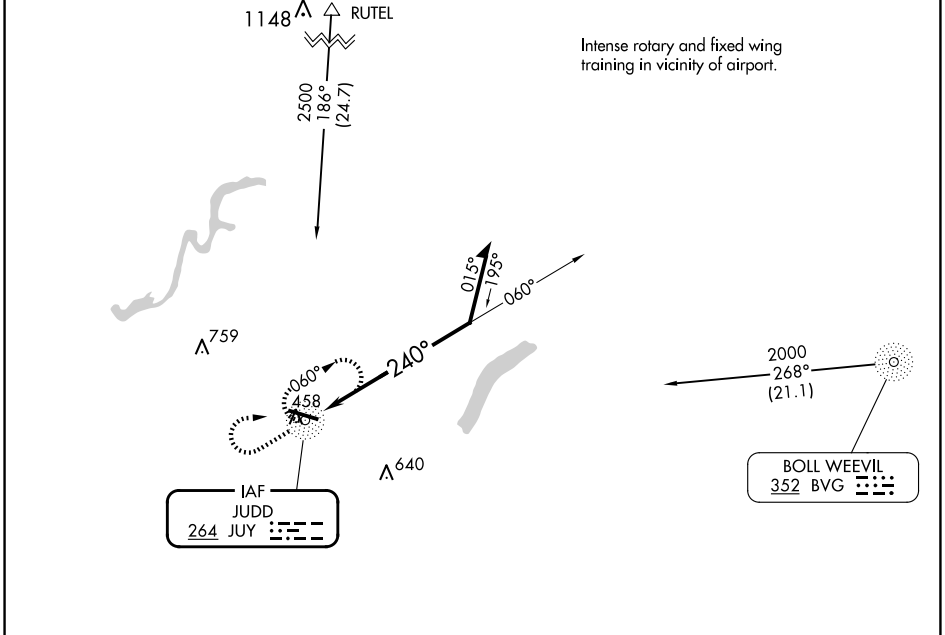 1148
RUTEL
Intense rotary and fixed wing
training in vicinity of airport.
2500
186°
(24.7)
015°
195°
060°
759
240°
2000
268°
(21.1)
060°
458
640
BOLL WEEVIL
352 BVG
IAF
JUDD
264 JUY